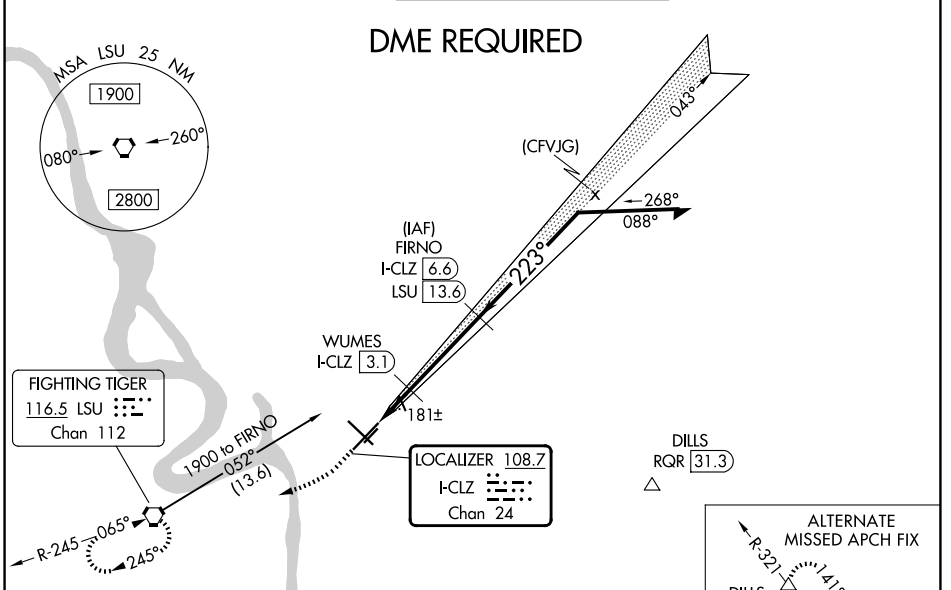 DME REQUIRED
MSA LSU 25 NM
1900
260°
080°
2800
043°
(CFVJG)
268°
088°
223°
(IAF)
FIRNO
I-CLZ 6.6
LSU 13.6
WUMES
I-CLZ 3.1
181±
FIGHTING TIGER
116.5 LSU
Chan 112
1900 to FIRNO
052°
(13.6)
LOCALIZER 108.7
I-CLZ
Chan 24
DILLS
RQR 31.3
R-245
065°
245°
ALTERNATE
MISSED APCH FIX
R-321
141°
DILLS